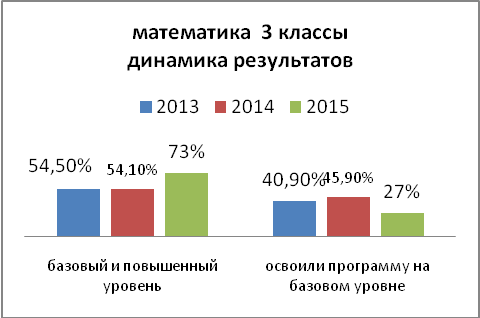 математика 3 классы
динамика результатов
2013 2014 2015
54,50% 54,10% 73% 40,90% 45,90% 27%
базовый и повышенный
уровень
освоили программу на
базовом уровне